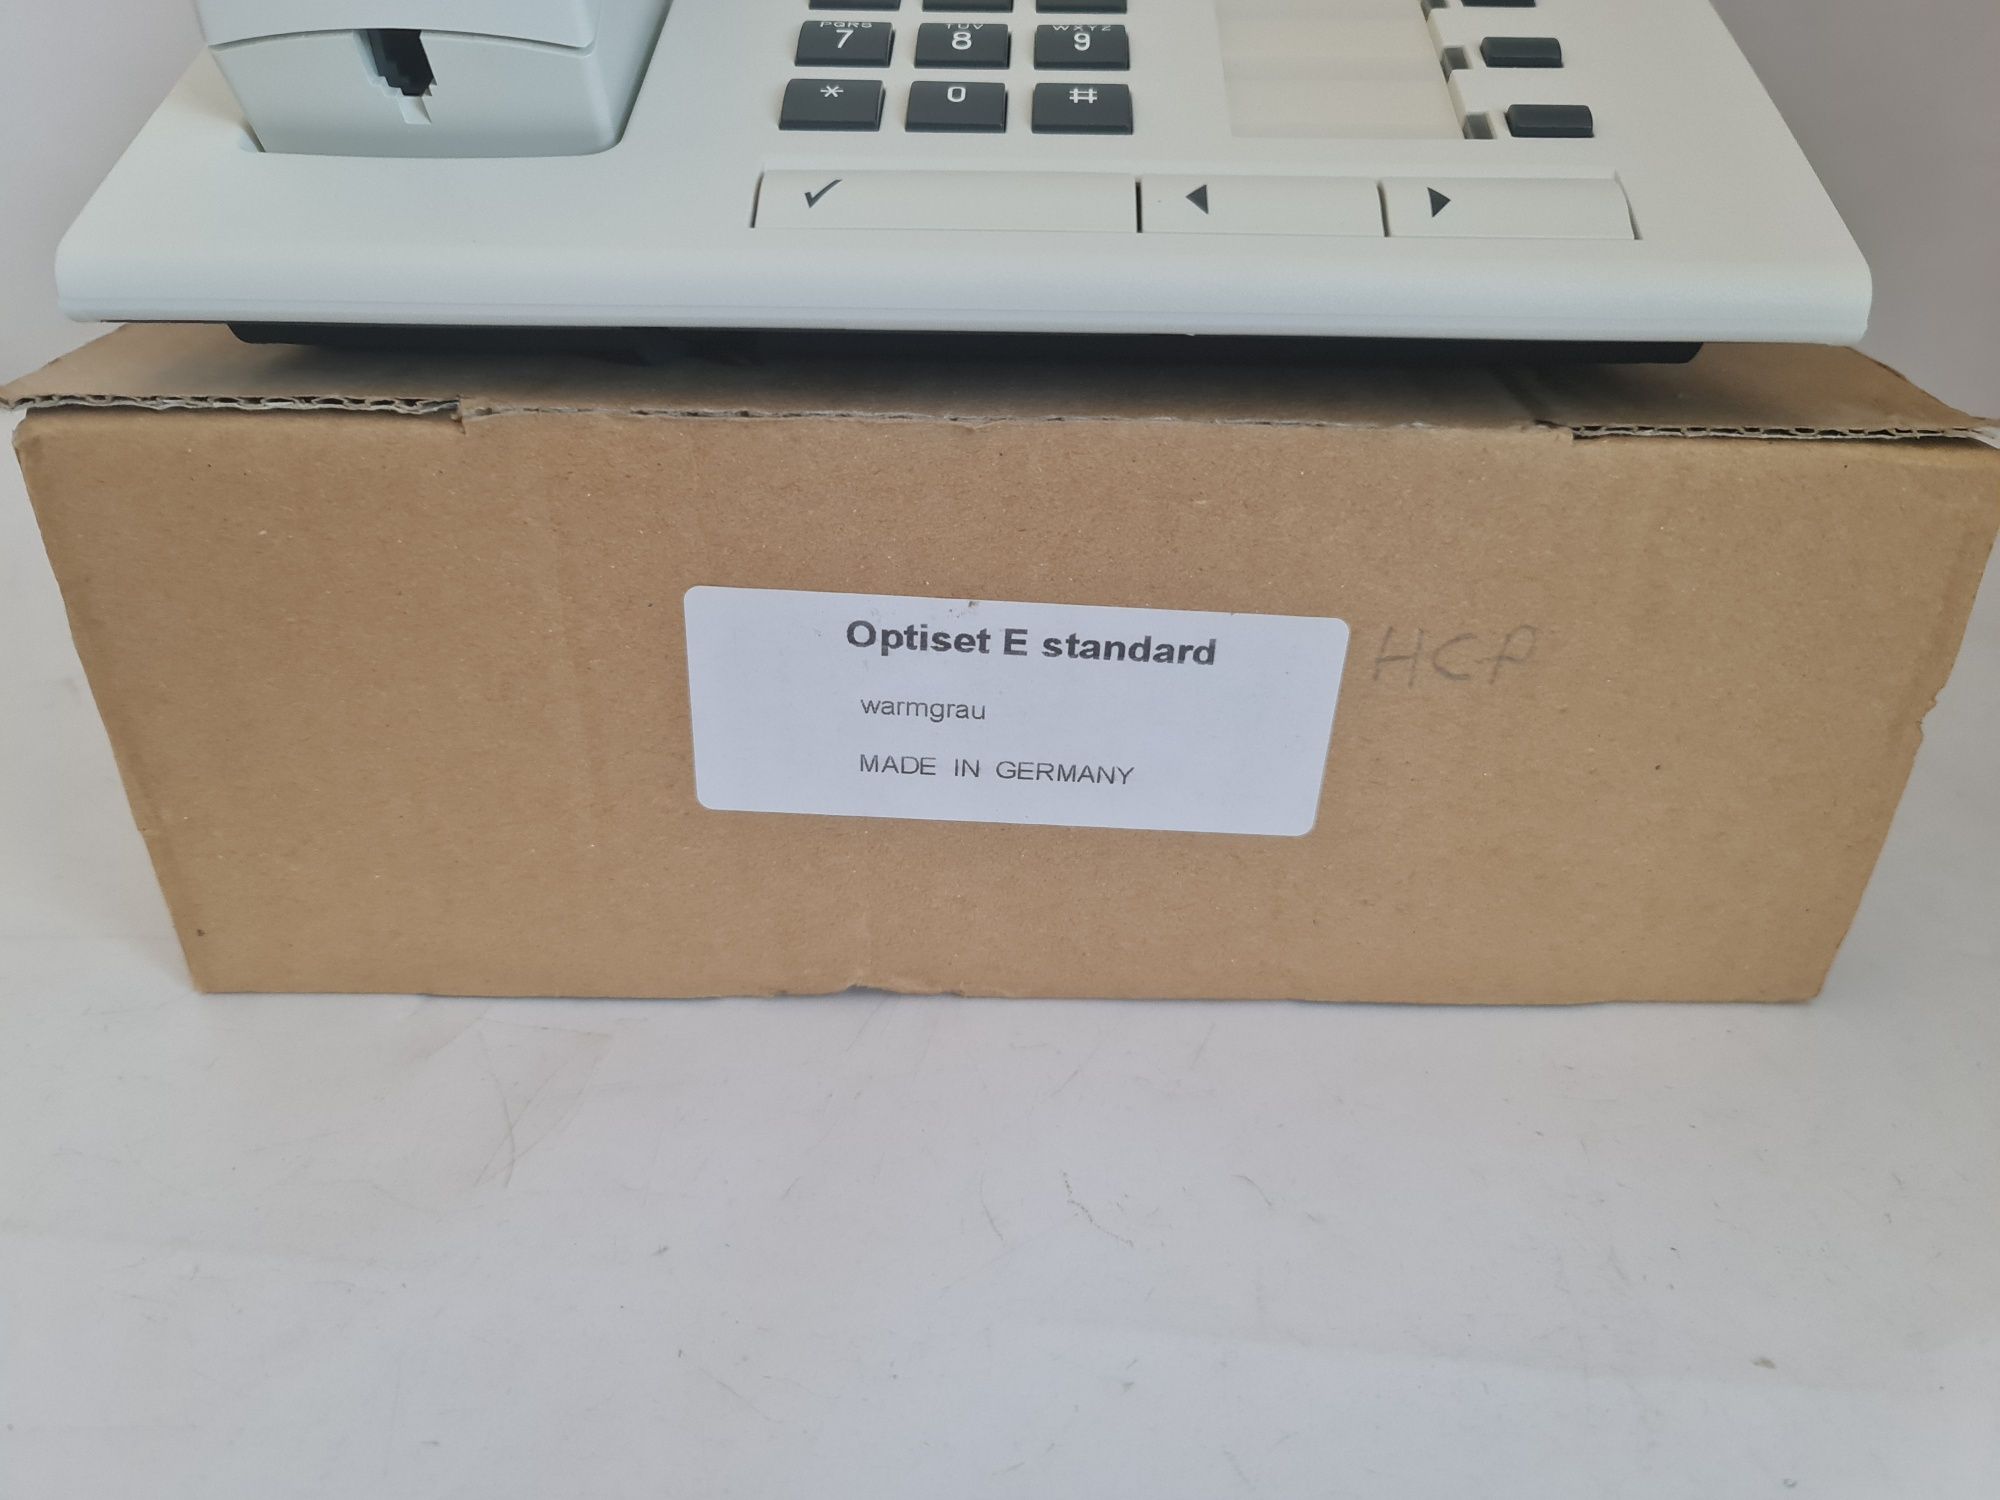 PQRS TUV WXYZ
7 8 9
* 0 #
Optiset E standard
HCP
warmgrau
MADE IN GERMANY